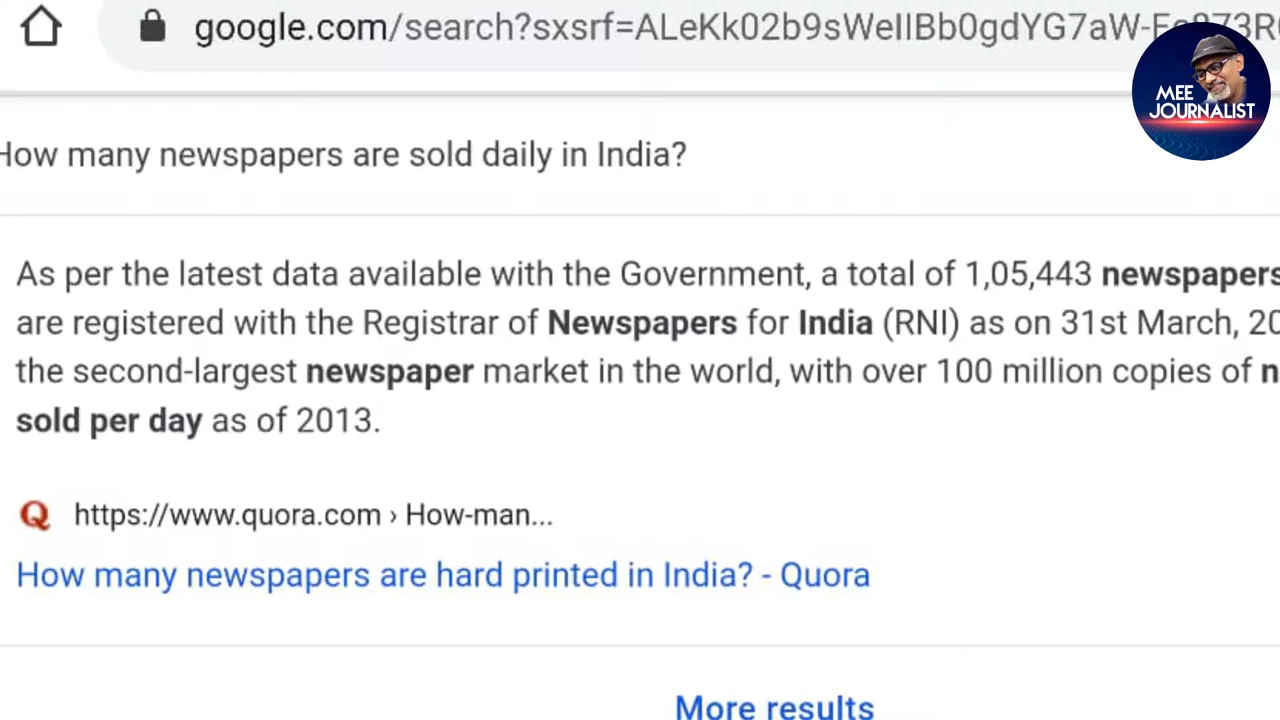 google.com/search?sxsrf=ALeKk02b9sWeIIBb0gdYG7aW-
MEE
JOURNALIST
How many newspapers are sold daily in India?
As per the latest data available with the Government, a total of 1,05,443 newspapers
are registered with the Registrar of Newspapers for India (RNI) as on 31st March, 20
the second-largest newspaper market in the world, with over 100 million copies of n
sold per day as of 2013.
Q https://www.quora.com › How-man...
How many newspapers are hard printed in India? - Quora
More results